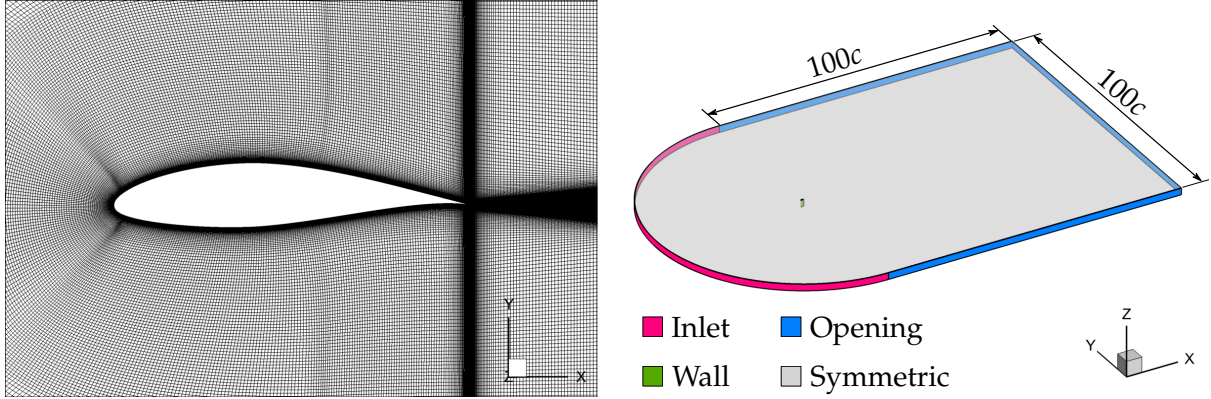 Y
Z
X
100c
100c
Inlet
Opening
Wall
Symmetric
Z
Y
X